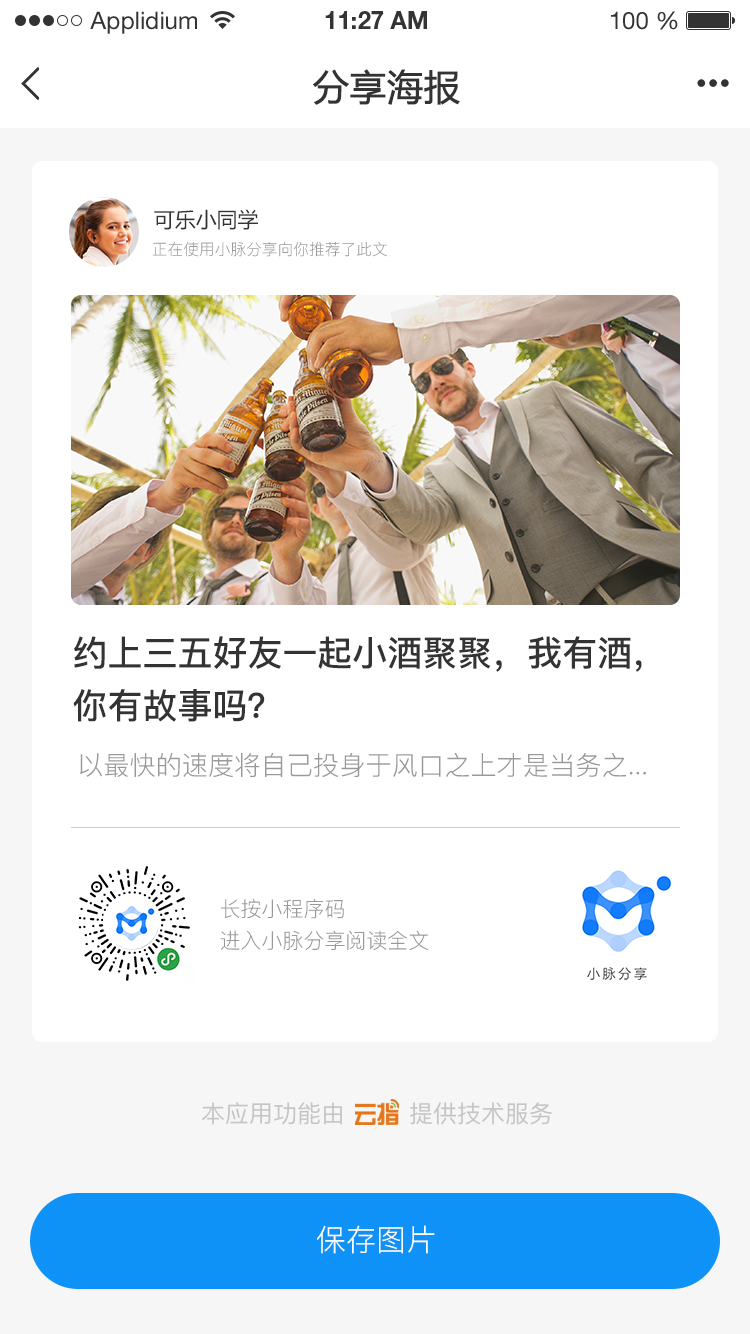 Applidium 11:27 AM 100 %
分享海报
可乐小同学
正在使用小脉分享向你推荐了此文
Miguel
Pilsen
Miguel
Pilsen
约上三五好友一起小酒聚聚，我有酒，
你有故事吗？
以最快的速度将自己投身于风口之上才是当务之...
长按小程序码
进入小脉分享阅读全文
小脉分享
本应用功能由 云指 提供技术服务
保存图片